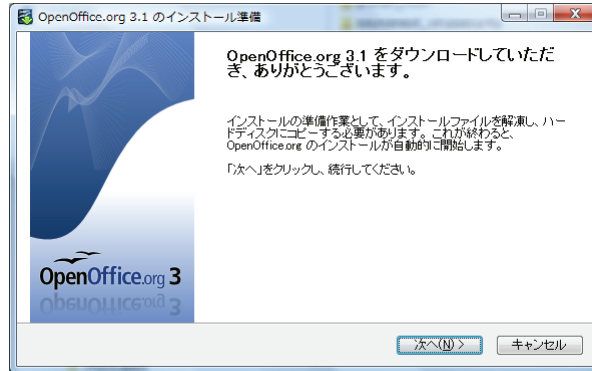 OpenOffice.org 3.1 のインストール準備
OpenOffice.org 3.1 をダウンロードしていただ
き、ありがとうございます。
インストールの準備作業として、インストールファイルを解凍し、ハー
ドディスクにコピーする必要があります。これが終わると、
OpenOffice.org のインストールが自動的に開始します。
「次へ」をクリックし、続行してください。
OpenOffice.org 3
次へ(N) >
キャンセル